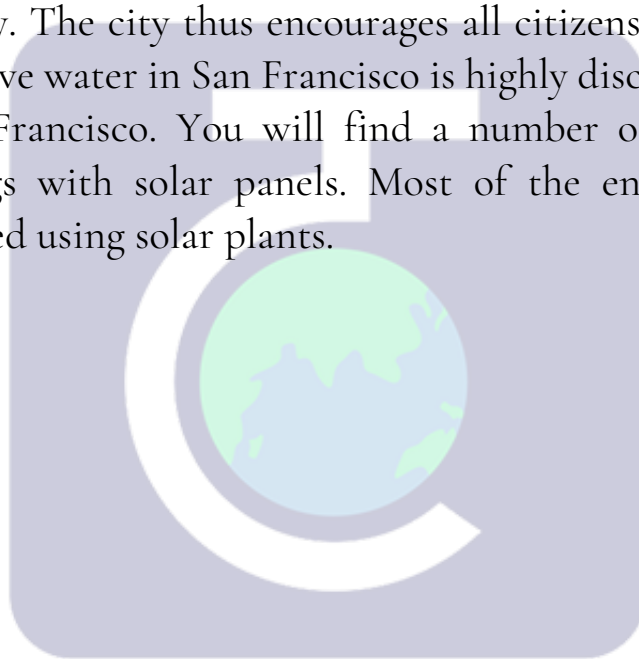 . The city thus encourages all citizens
ve water in San Francisco is highly disc
Francisco. You will find a number o
s with solar panels. Most of the en
ed using solar plants.